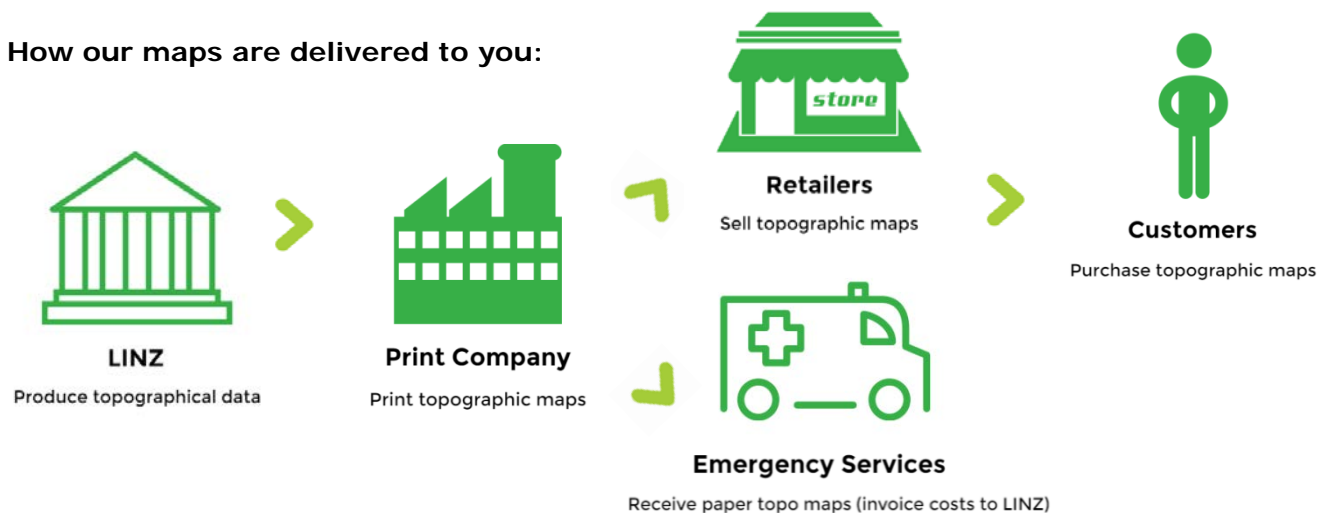 How our maps are delivered to you:
LINZ
Produce topographical data
Print Company
Print topographic maps
store
Retailers
Sell topographic maps
Emergency Services
Receive paper topo maps (invoice costs to LINZ)
Customers
Purchase topographic maps